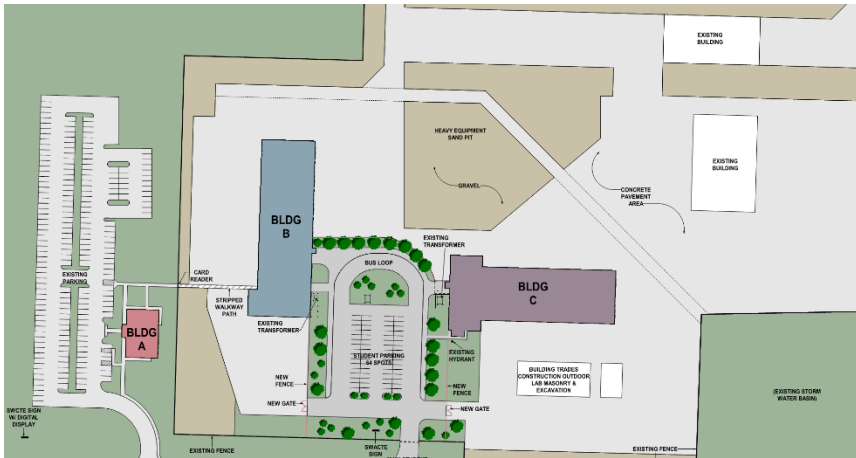 EXISTING
BUILDING
HEAVY EQUIPMENT
SAND PIT
GRAVEL
EXISTING
BUILDING
CONCRETE
PAVEMENT
AREA
BLDG
B
EXISTING
TRANSFORMER
BUS LOOP
CARD
READER
EXISTING
PARKING
STRIPPED
WALKWAY
PATH
BLDG
C
BLDG
A
EXISTING
TRANSFORMER
STUDENT PARKING
64 SPOTS
EXISTING
HYDRANT
BUILDING TRADES
CONSTRUCTION OUTDOOR
LAB MASONRY &
EXCAVATION
(EXISTING STORM
WATER BASIN)
NEW
FENCE
NEW
FENCE
NEW GATE
NEW GATE
SWCTE SIGN
W/ DIGITAL
DISPLAY
SWACTE
SIGN
EXISTING FENCE
EXISTING FENCE